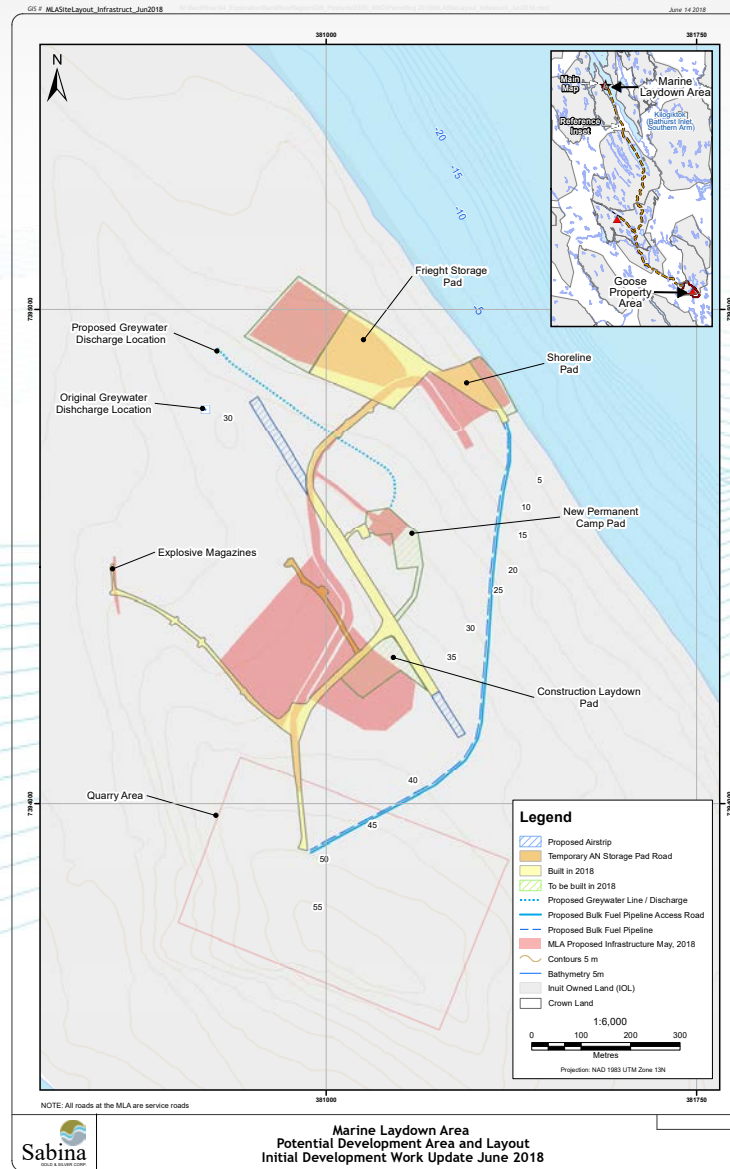 GIS # MLASiteLayout_Infrastruct_Jun2018
June 14 2018
381000
381750
N
Main
Map
Marine
Laydown Area
Kilogiktok
(Bathurst Inlet,
Southern Arm)
Reference
Inset
Goose
Property
Area
-20
-15
-10
-5
Frieght Storage
Pad
Proposed Greywater
Discharge Location
Shoreline
Pad
Original Greywater
Dishcharge Location
30
5
10
15
20
25
30
35
New Permanent
Camp Pad
Explosive Magazines
Construction Laydown
Pad
Quarry Area
40
45
50
55
7394000
Legend
Proposed Airstrip
Temporary AN Storage Pad Road
Built in 2018
To be built in 2018
Proposed Greywater Line / Discharge
Proposed Bulk Fuel Pipeline Access Road
Proposed Bulk Fuel Pipeline
MLA Proposed Infrastructure May, 2018
Contours 5 m
Bathymetry 5m
Inuit Owned Land (IOL)
Crown Land
1:6,000
0 100 200 300
Metres
Projection: NAD 1983 UTM Zone 13N
381000
381750
NOTE: All roads at the MLA are service roads
Sabina
GOLD & SILVER CORP.
Marine Laydown Area
Potential Development Area and Layout
Initial Development Work Update June 2018